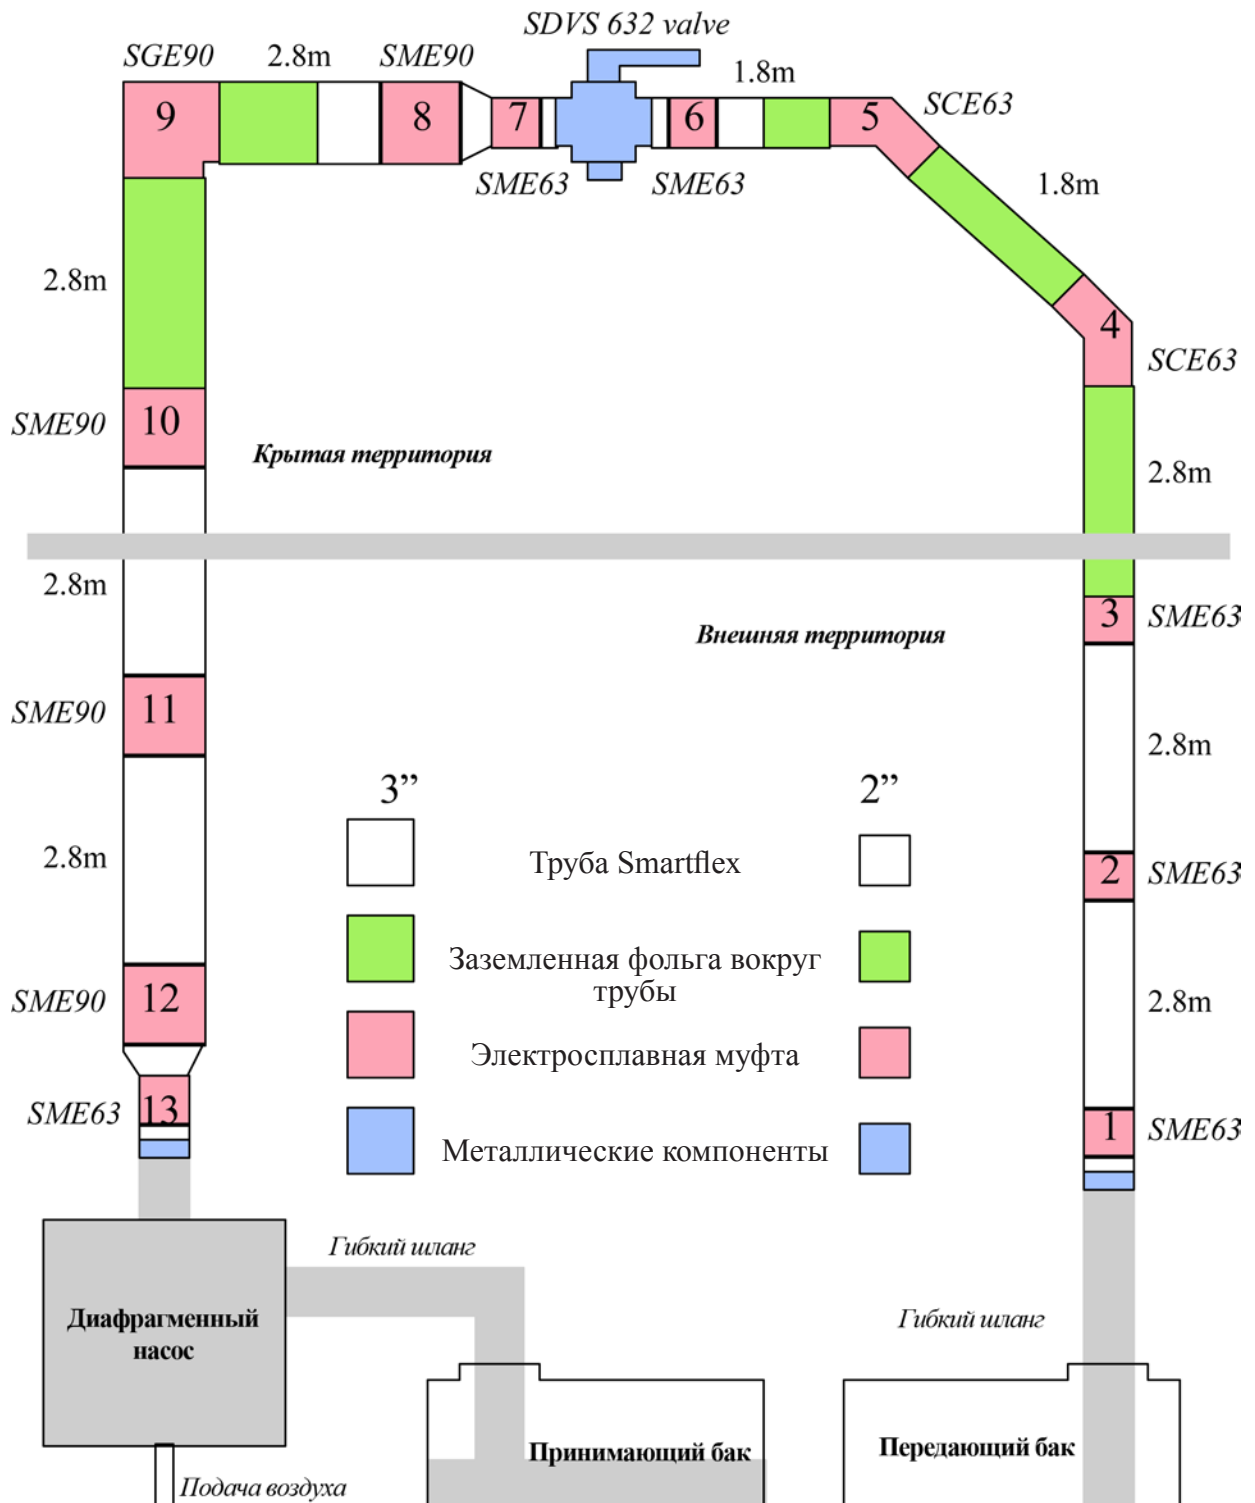 SDVS 632 valve
SGE90
2.8m
SME90
1.8m
SCE63
9
8
7
6
5
SME63
SME63
1.8m
2.8m
4
SCE63
SME90
10
Крытая территория
2.8m
2.8m
3
SME63
Внешняя территория
SME90
11
2.8m
3”
2”
2.8m
Труба Smartflex
2
SME63
Заземленная фольга вокруг
трубы
SME90
12
2.8m
Электросплавная муфта
SME63
13
1
SME63
Металлические компоненты
Гибкий шланг
Диафрагменный
насос
Гибкий шланг
Принимающий бак
Передающий бак
Подача воздуха